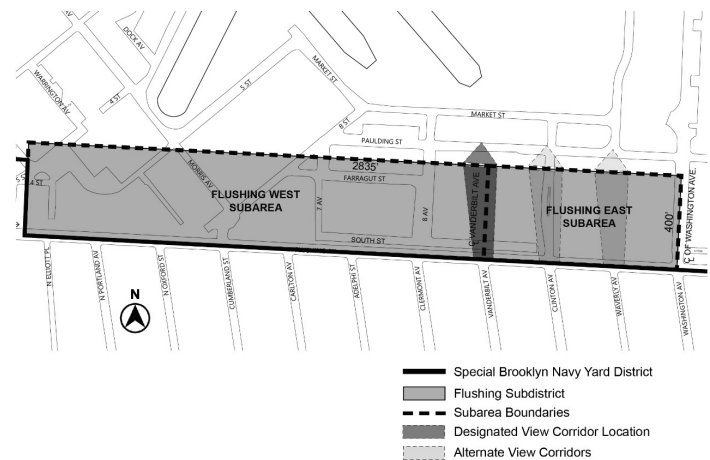 DOCK AV
WARRINGTON AV
4 ST
5 ST
MARKET ST
6 ST
MARKET ST
PAULDING ST
2835'
FARRAGUT ST
MORRIS AV
FLUSHING WEST
SUBAREA
7 AV
8 AV
VANDERBILT AVE.
FLUSHING EAST
SUBAREA
400'
OF WASHINGTON AVE.
SOUTH ST
N ELLIOTT PL
N PORTLAND AV
N OXFORD ST
CUMBERLAND ST
CARLTON AV
ADELPHI ST
CLERMONT AV
VANDERBILT AV
CLINTON AV
WAVERLY AV
WASHINGTON AV
N
Special Brooklyn Navy Yard District
Flushing Subdistrict
Subarea Boundaries
Designated View Corridor Location
Alternate View Corridors